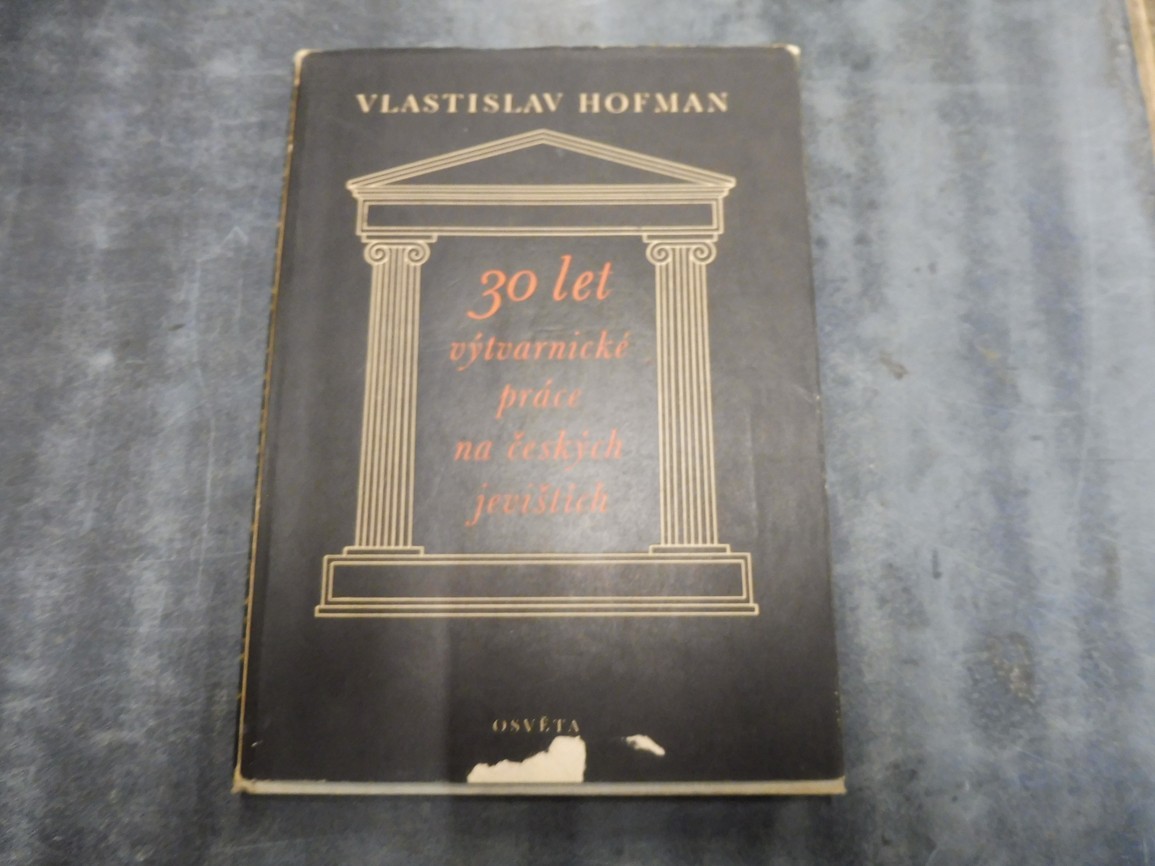 VLASTISLAV HOFMAN
30 let
výtvarnické
práce
na českých
jevištích
OSVĚTA